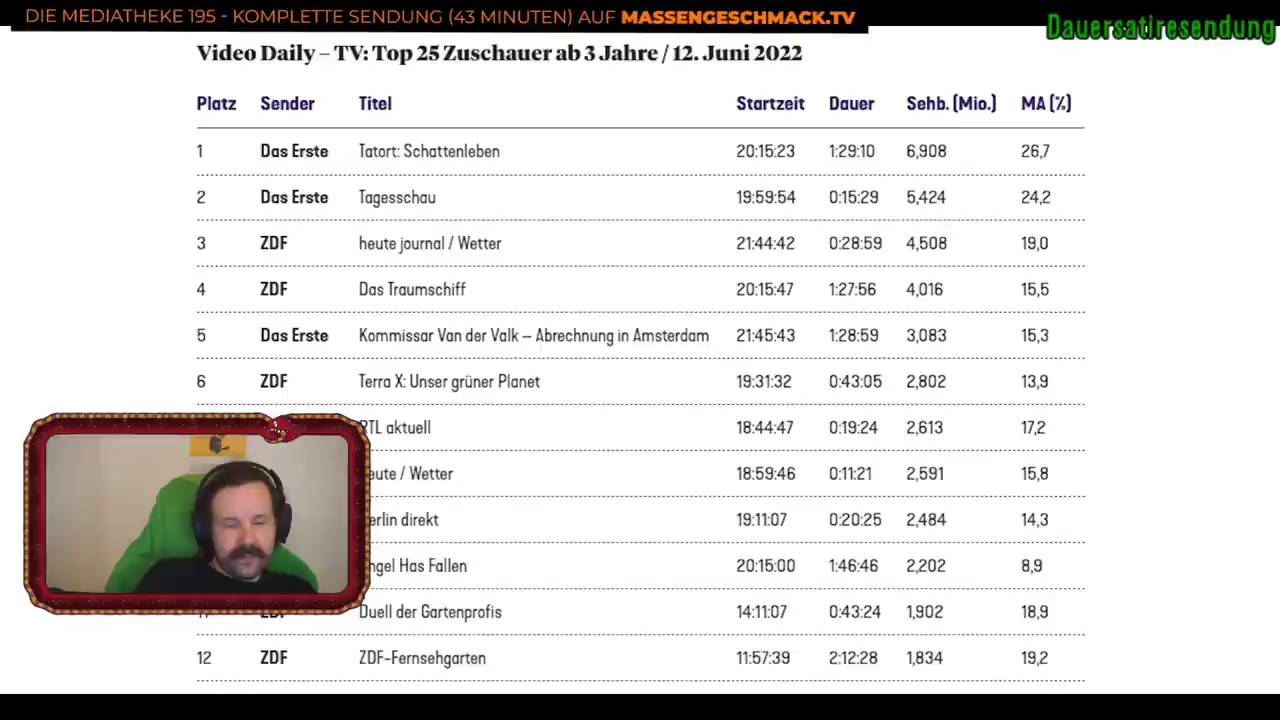 DIE MEDIATHEKE 195 - KOMPLETTE SENDUNG (43 MINUTEN) AUF MASSENGESCHMACK.TV
Dauersatiresendung
Video Daily – TV: Top 25 Zuschauer ab 3 Jahre / 12. Juni 2022
Platz Sender Titel Startzeit Dauer Sehb. (Mio.) MA (%)
1 Das Erste Tatort: Schattenleben 20:15:23 1:29:10 6,908 26,7
2 Das Erste Tagesschau 19:59:54 0:15:29 5,424 24,2
3 ZDF heute journal / Wetter 21:44:42 0:28:59 4,508 19,0
4 ZDF Das Traumschiff 20:15:47 1:27:56 4,016 15,5
5 Das Erste Kommissar Van der Valk – Abrechnung in Amsterdam 21:45:43 1:28:59 3,083 15,3
6 ZDF Terra X: Unser grüner Planet 19:31:32 0:43:05 2,802 13,9
RTL aktuell 18:44:47 0:19:24 2,613 17,2
eute / Wetter 18:59:46 0:11:21 2,591 15,8
erlin direkt 19:11:07 0:20:25 2,484 14,3
ngel Has Fallen 20:15:00 1:46:46 2,202 8,9
Duell der Gartenprofis 14:11:07 0:43:24 1,902 18,9
12 ZDF ZDF-Fernsehgarten 11:57:39 2:12:28 1,834 19,2